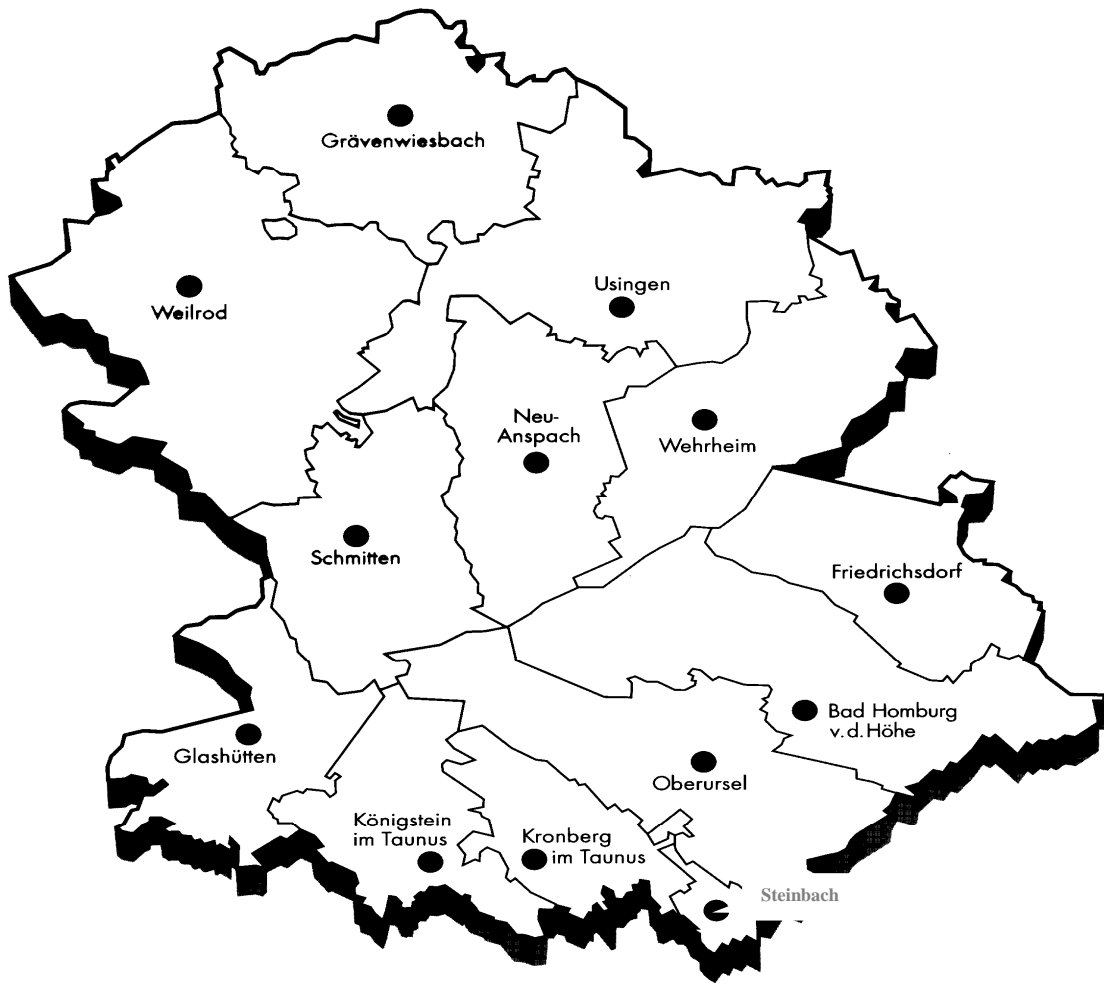 Grävenwiesbach
Usingen
Weilrod
Neu-
Anspach
Wehrheim
Schmitten
Friedrichsdorf
Bad Homburg
v.d.Höhe
Glashütten
Oberursel
Königstein
im Taunus
Kronberg
im Taunus
Steinbach